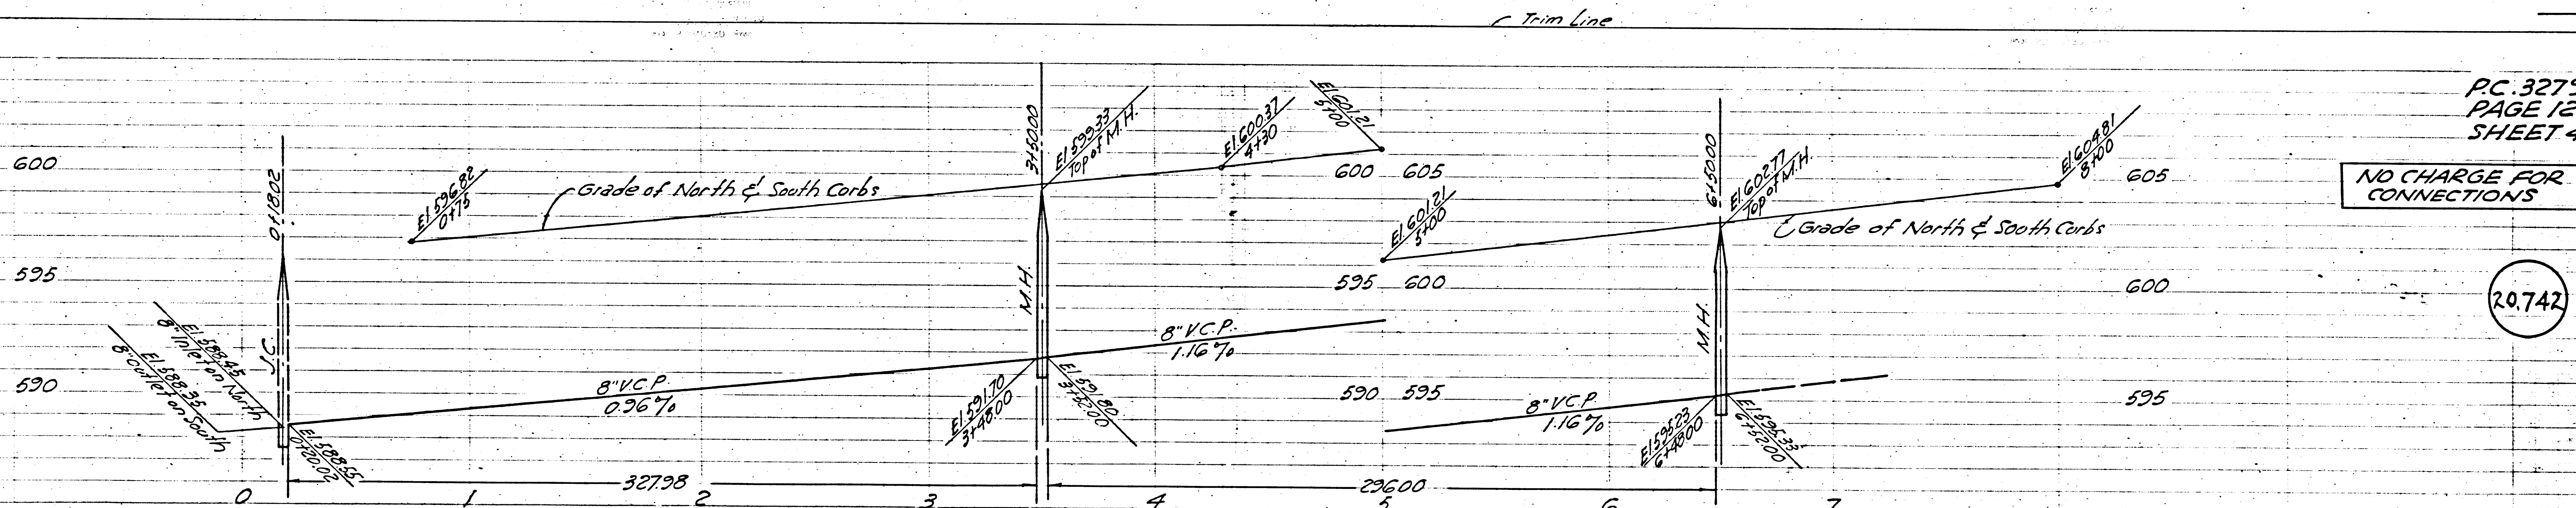 Trim Line
P.C. 3279
PAGE 12
SHEET 4
NO CHARGE FOR
CONNECTIONS
20.742
600
595
590
0+18.02
J.C.
El. 589.45
8" Inlet on North
El. 588.35
8" Outlet on South
El. 588.55
0+20.02
El. 596.82
0+75
Grade of North & South Curbs
8" V.C.P.
0.96%
327.98
3+50.00
M.H.
El. 599.33
Top of M.H.
El. 591.70
3+48.00
El. 591.80
3+52.00
El. 600.37
4+30
El. 601.21
5+00
8" V.C.P.
1.16%
600 605
595 600
590 595
El. 601.21
5+00
8" V.C.P.
1.16%
296.00
6+50.00
M.H.
El. 602.77
Top of M.H.
El. 595.23
6+48.00
El. 595.33
6+52.00
Grade of North & South Curbs
El. 604.81
8+00
605
600
595
0 1 2 3 4 5 6 7